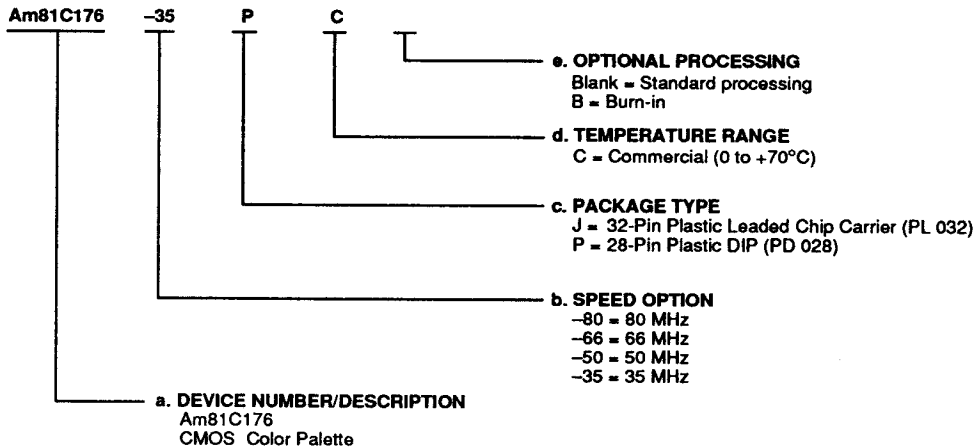 Am81C176 –35 P C
e. OPTIONAL PROCESSING
Blank = Standard processing
B = Burn-in
d. TEMPERATURE RANGE
C = Commercial (0 to +70°C)
c. PACKAGE TYPE
J = 32-Pin Plastic Leaded Chip Carrier (PL 032)
P = 28-Pin Plastic DIP (PD 028)
b. SPEED OPTION
–80 = 80 MHz
–66 = 66 MHz
–50 = 50 MHz
–35 = 35 MHz
a. DEVICE NUMBER/DESCRIPTION
Am81C176
CMOS Color Palette